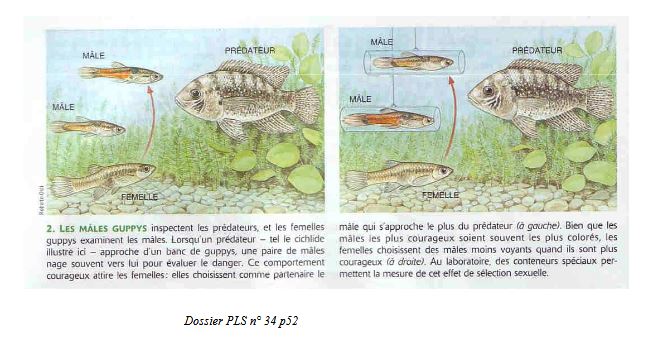 MÂLE
PRÉDATEUR
MÂLE
FEMELLE
MÂLE
PRÉDATEUR
MÂLE
FEMELLE
2. LES MÂLES GUPPYS inspectent les prédateurs, et les femelles
guppys examinent les mâles. Lorsqu'un prédateur – tel le cichlide
illustré ici – approche d'un banc de guppys, une paire de mâles
nage souvent vers lui pour évaluer le danger. Ce comportement
courageux attire les femelles : elles choisissent comme partenaire le
mâle qui s'approche le plus du prédateur (à gauche). Bien que les
mâles les plus courageux soient souvent les plus colorés, les
femelles choisissent des mâles moins voyants quand ils sont plus
courageux (à droite). Au laboratoire, des conteneurs spéciaux per-
mettent la mesure de cet effet de sélection sexuelle.
Dossier PLS n° 34 p52